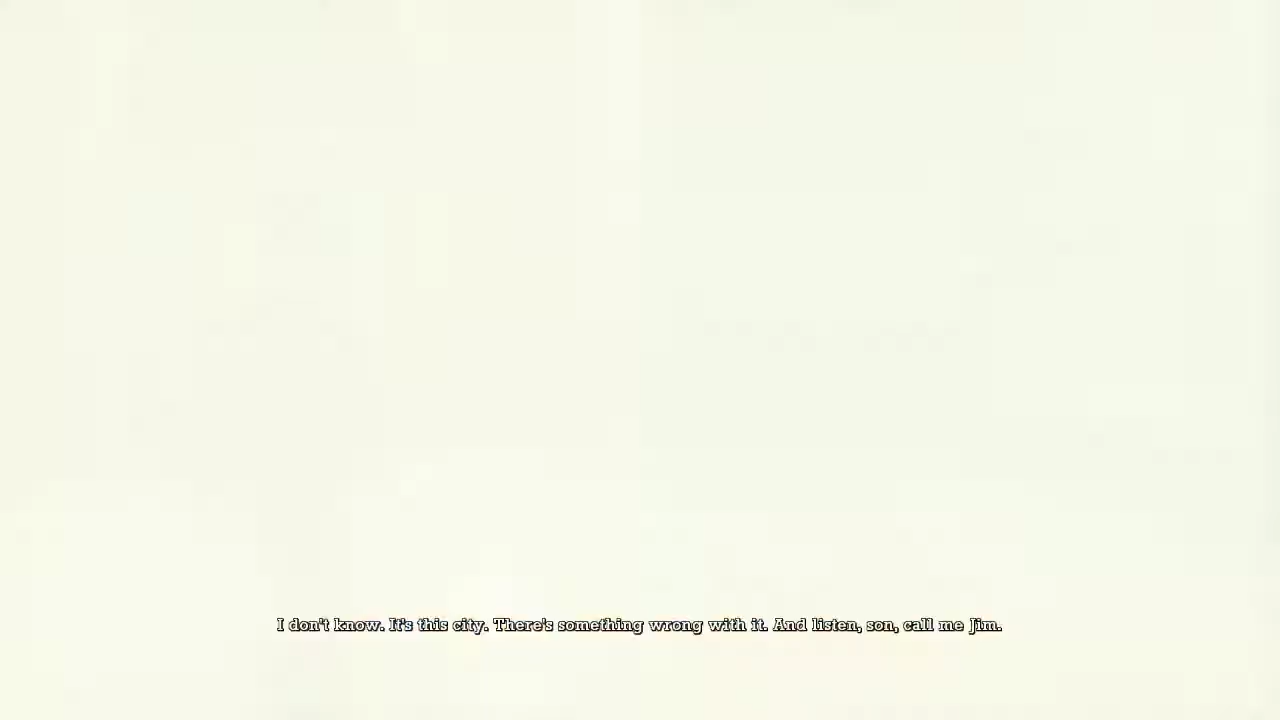 I don't know. It's this city. There's something wrong with it. And listen, son, call me Jim.